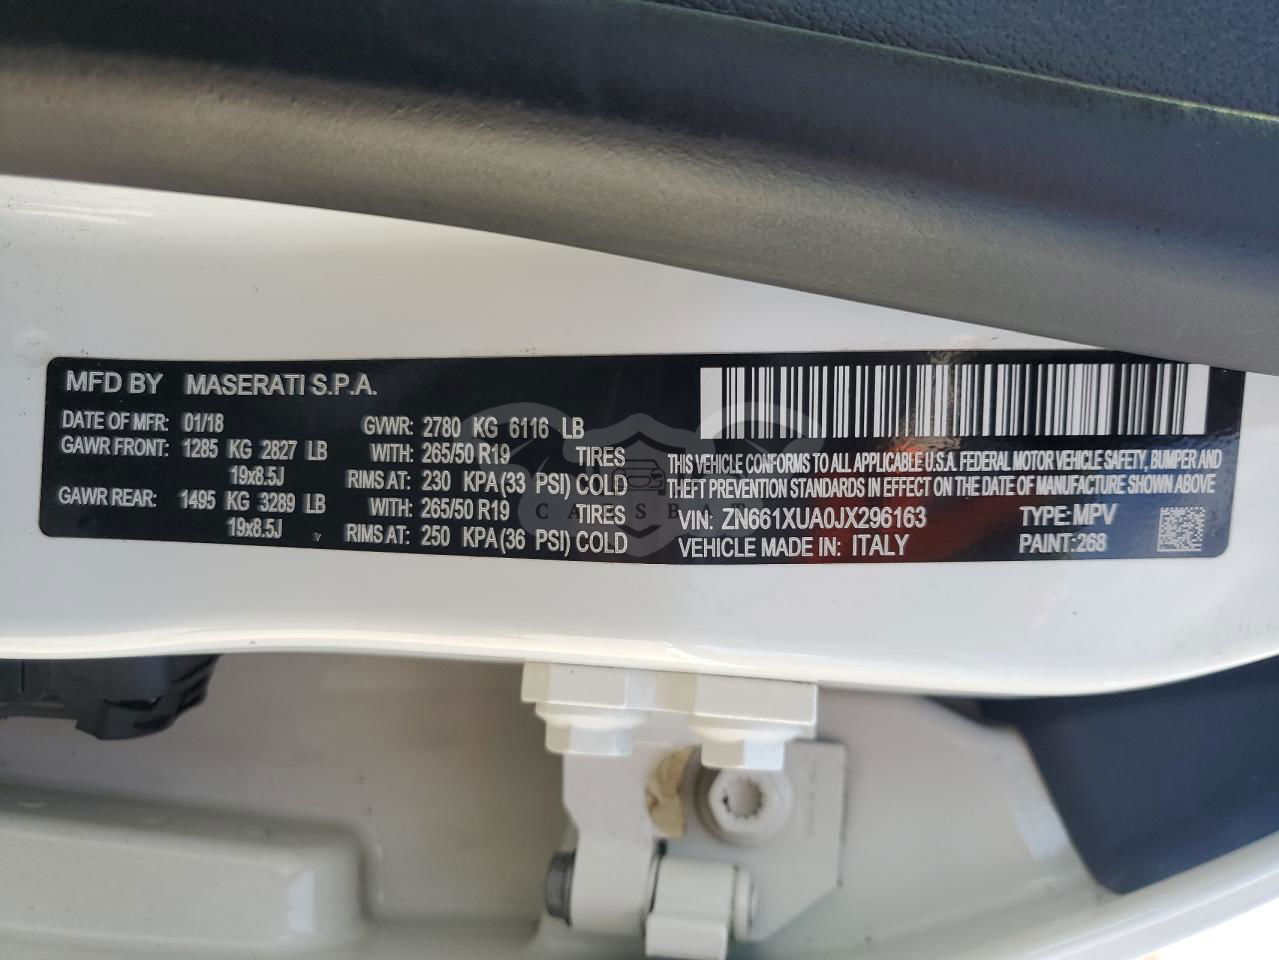 MFD BY MASERATI S.P.A.
DATE OF MFR: 01/18 GVWR: 2780 KG 6116 LB
GAWR FRONT: 1285 KG 2827 LB WITH: 265/50 R19 TIRES
19x8.5J RIMS AT: 230 KPA(33 PSI) COLD
GAWR REAR: 1495 KG 3289 LB WITH: 265/50 R19 TIRES
19x8.5J RIMS AT: 250 KPA(36 PSI) COLD
THIS VEHICLE CONFORMS TO ALL APPLICABLE U.S.A. FEDERAL MOTOR VEHICLE SAFETY, BUMPER AND
THEFT PREVENTION STANDARDS IN EFFECT ON THE DATE OF MANUFACTURE SHOWN ABOVE
VIN: ZN661XUA0JX296163 TYPE: MPV
VEHICLE MADE IN: ITALY PAINT:268